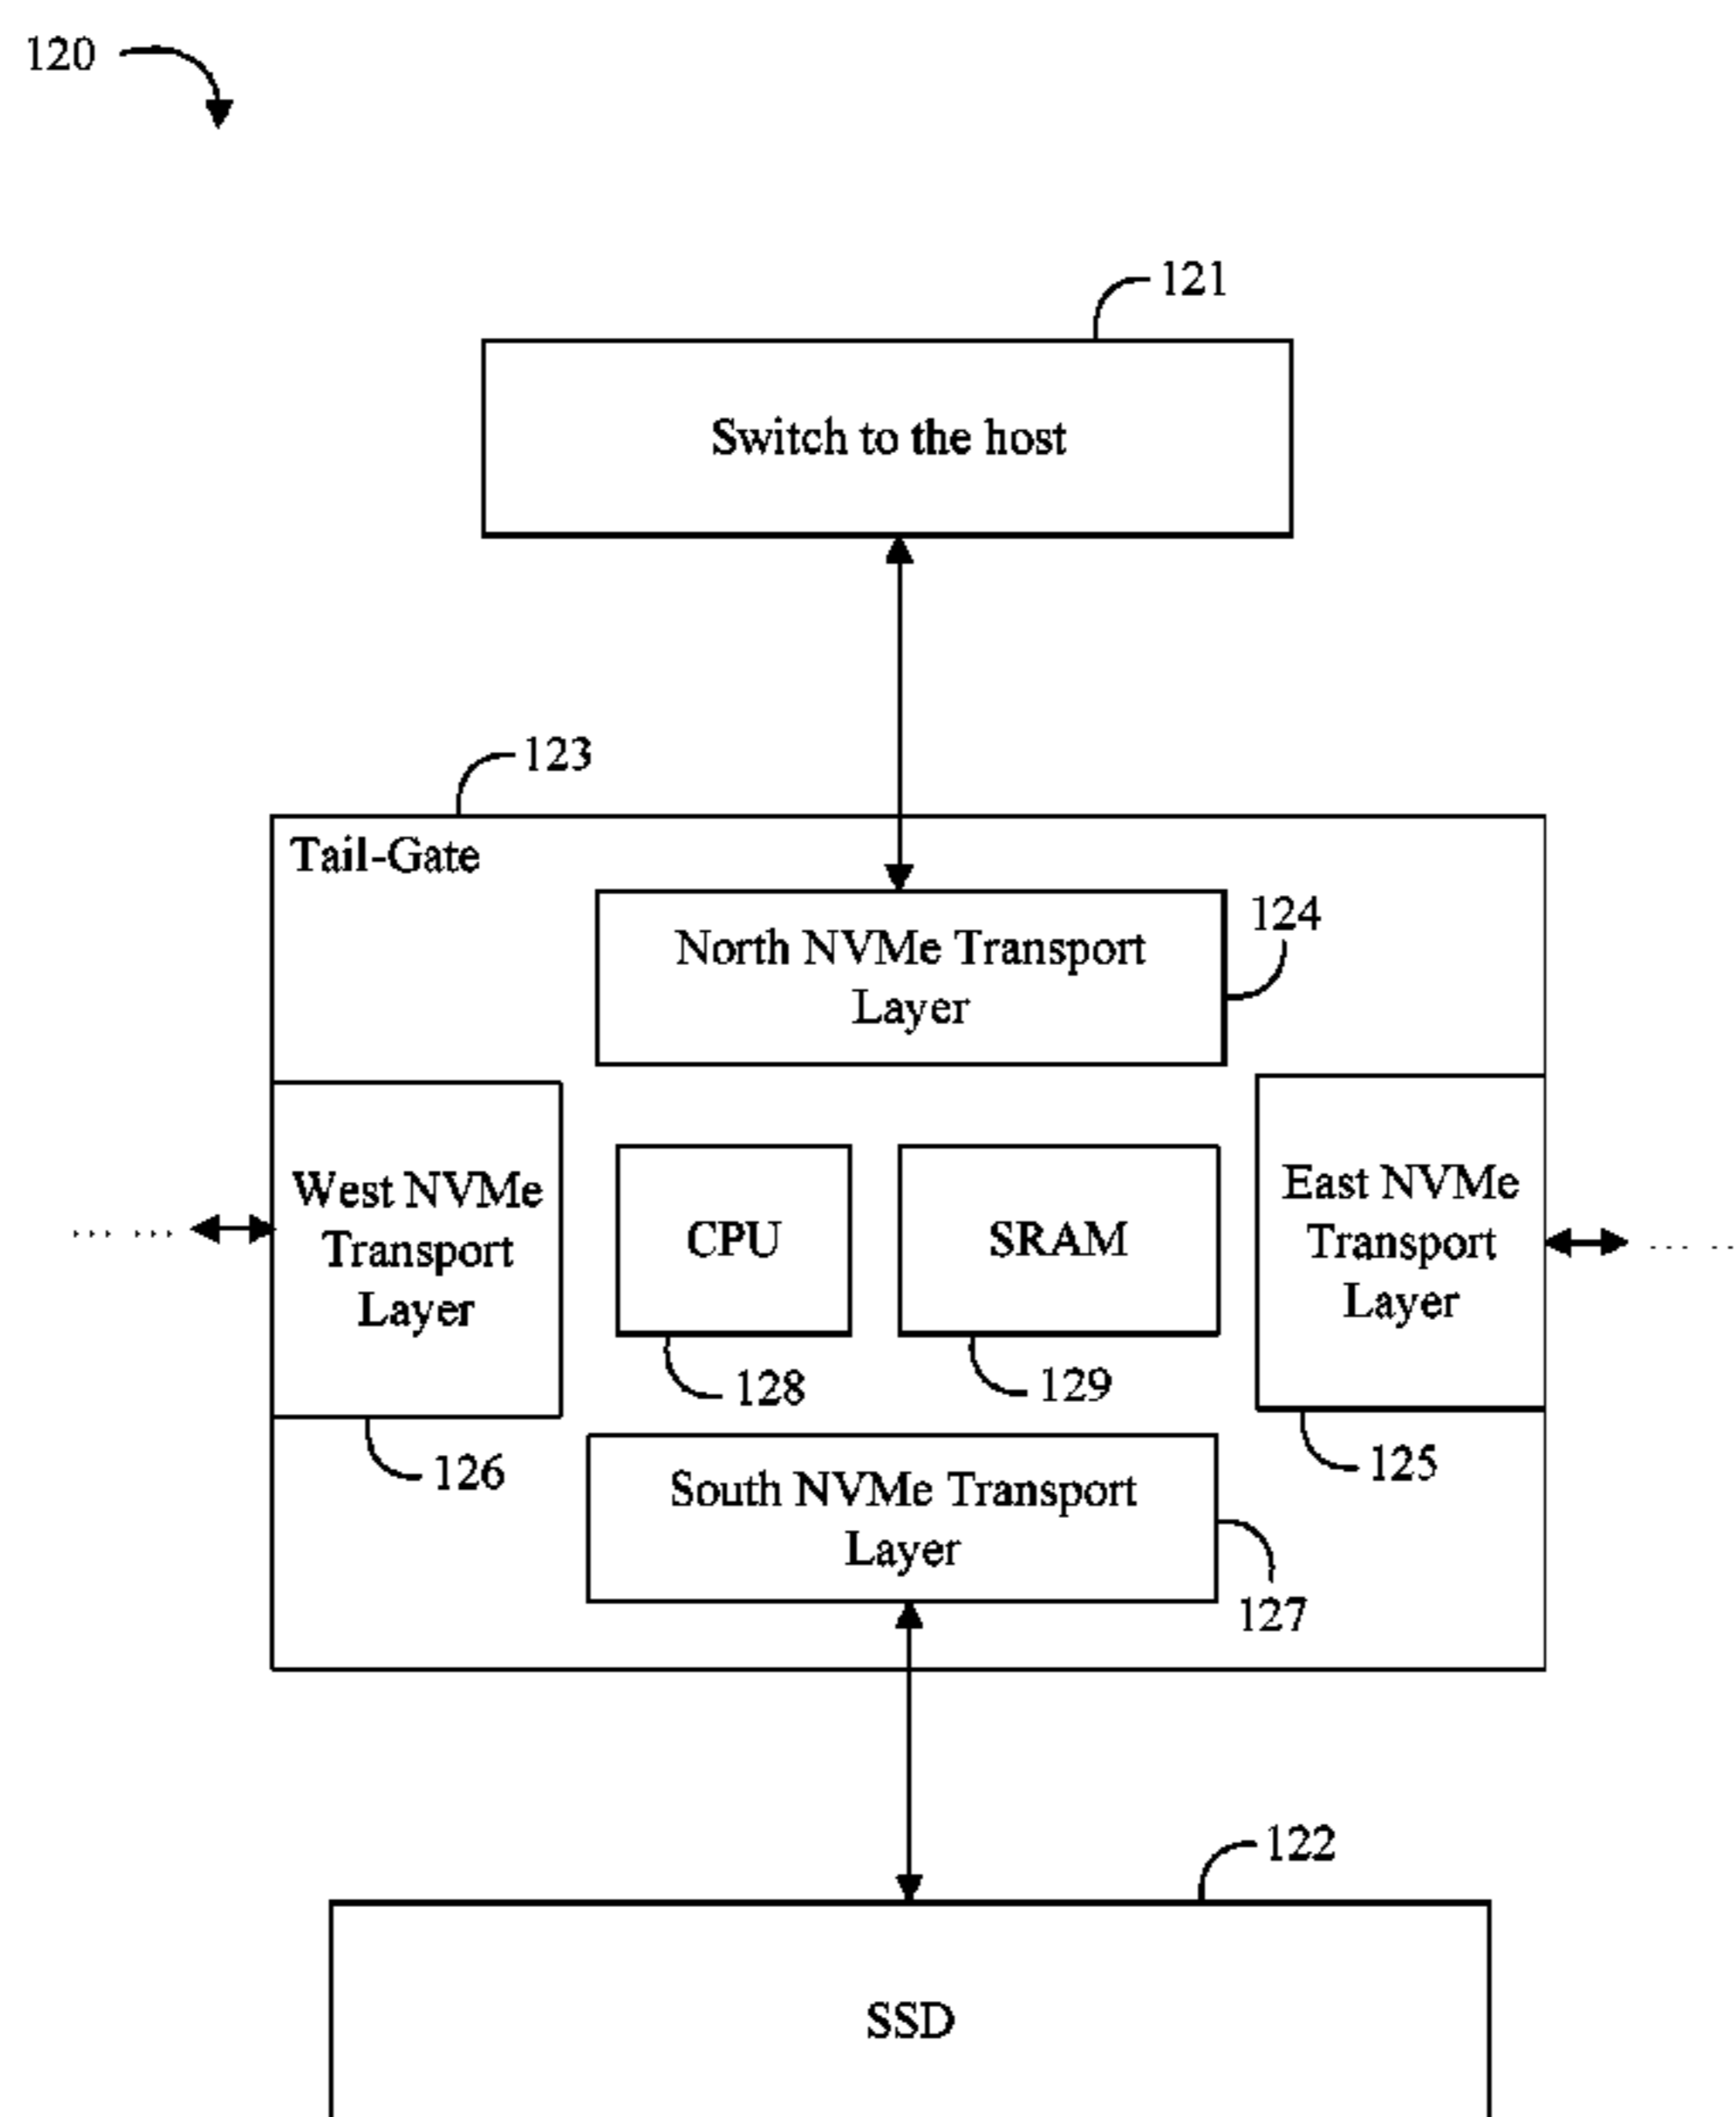 120
121
Switch to the host
123
Tail-Gate
124
North NVMe Transport
Layer
West NVMe
Transport
Layer
CPU
SRAM
East NVMe
Transport
Layer
128
129
126
125
South NVMe Transport
Layer
127
122
SSD